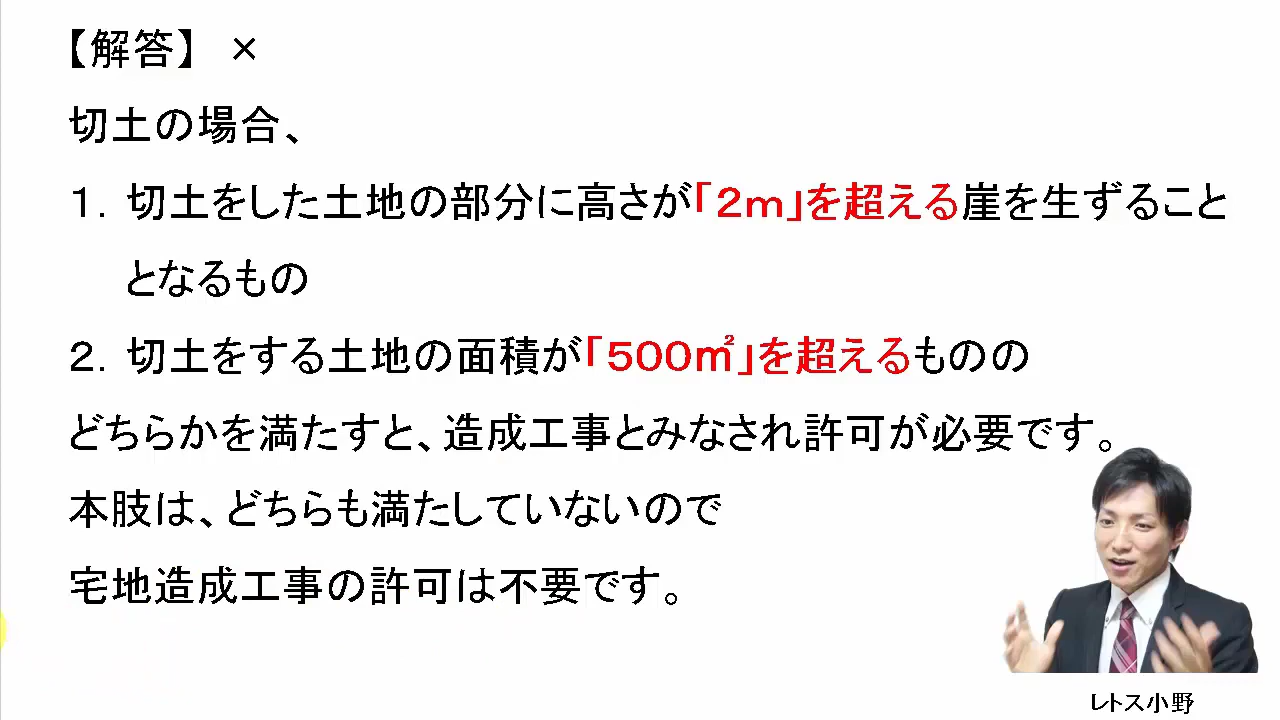 【解答】 ×
切土の場合、
１．切土をした土地の部分に高さが「２ｍ」を超える崖を生ずること
となるもの
２．切土をする土地の面積が「５００㎡」を超えるものの
どちらかを満たすと、造成工事とみなされ許可が必要です。
本肢は、どちらも満たしていないので
宅地造成工事の許可は不要です。
レトス小野